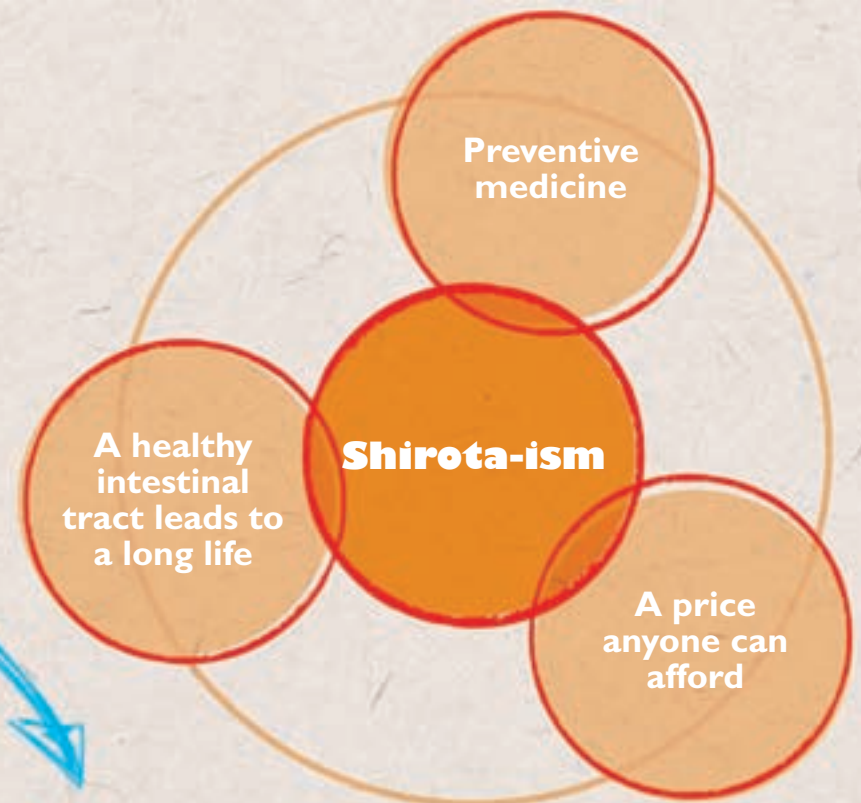 Preventive
medicine
Shirota-ism
A healthy
intestinal
tract leads to
a long life
A price
anyone can
afford